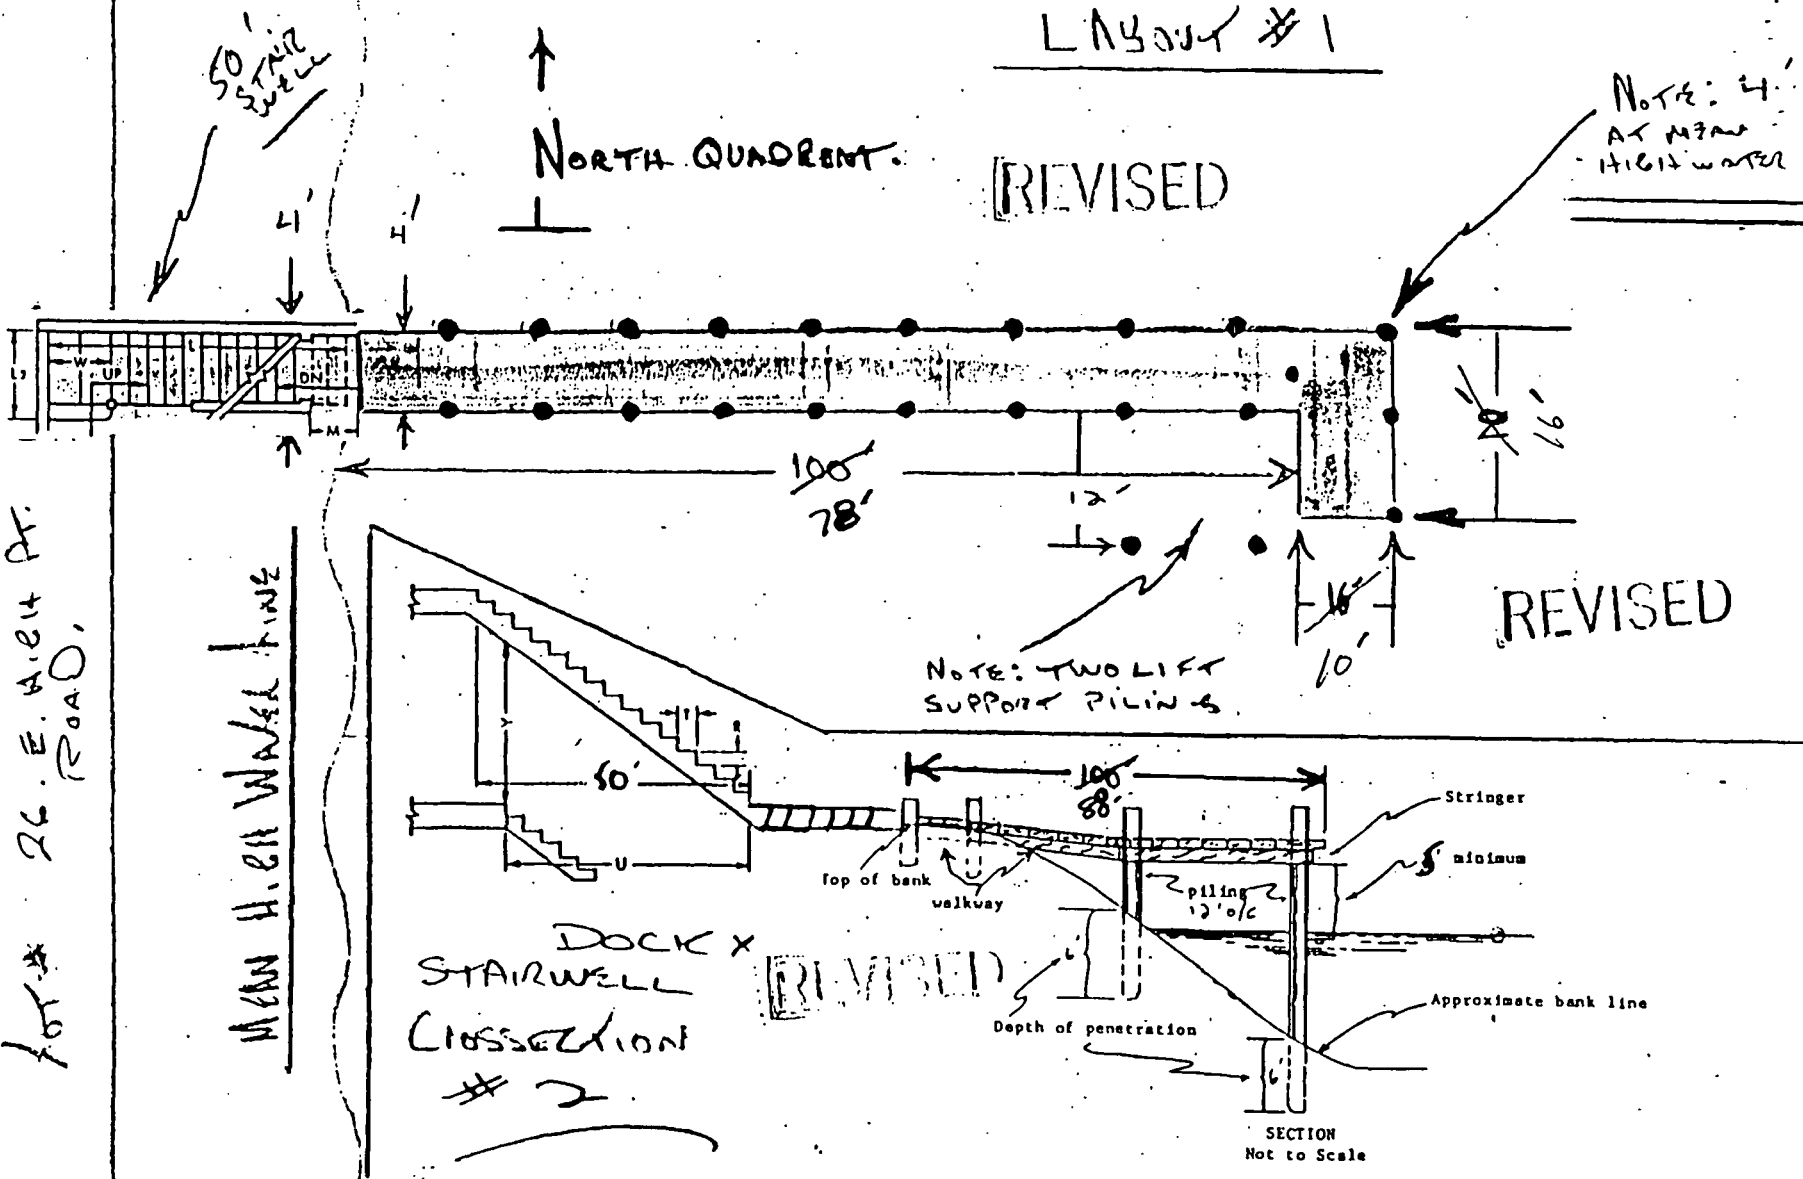 LAYOUT #1
50'
STAIR
WELL
NOTE: 4'
AT MEAN
HIGH WATER
NORTH QUADRENT.
REVISED
4'
4'
L
W
UP
DN
M
100'
78'
12'
16'
16'
10'
REVISED
NOTE: TWO LIFT
SUPPORT PILINGS
LOT # 26. E. HIGH PT.
ROAD.
MEAN HIGH WATER LINE
Y
T
R
50'
U
100'
88'
Stringer
minimum
Top of bank
walkway
piling
12' o/c
DOCK X
STAIRWELL
CROSSECTION
# 2
REVISED
6'
Depth of penetration
Approximate bank line
6'
SECTION
Not to Scale